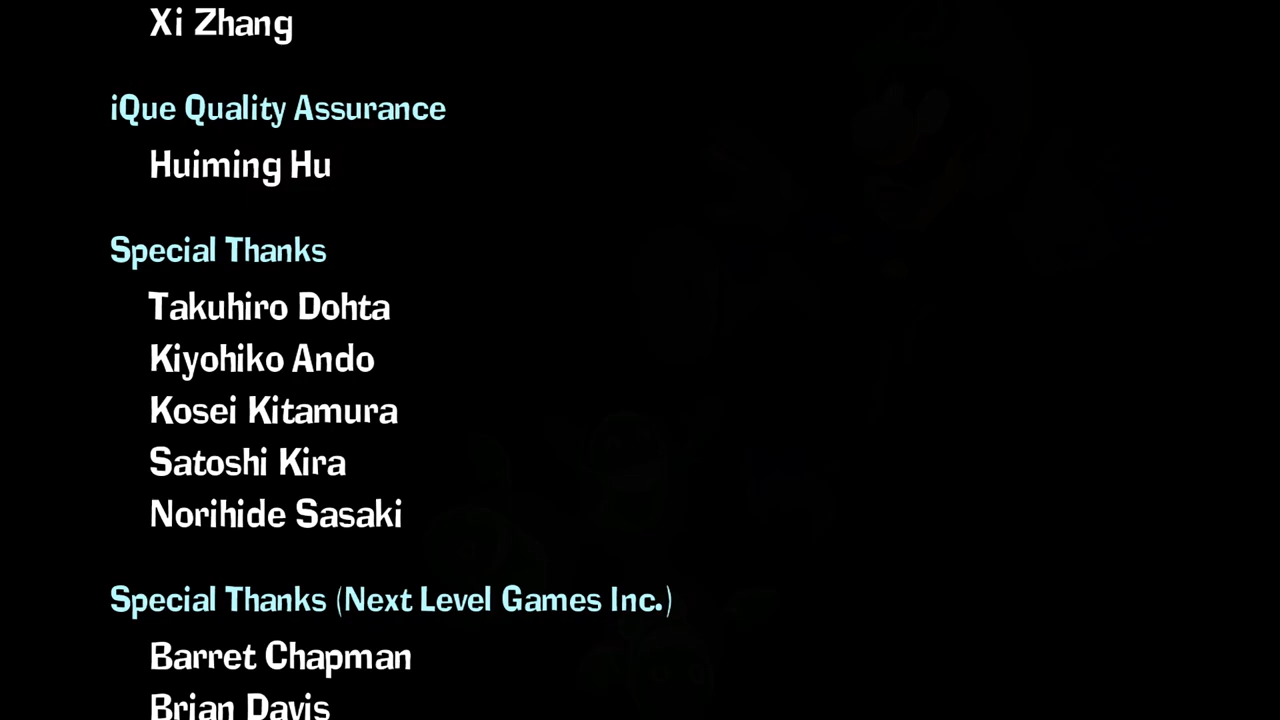 Xi Zhang
iQue Quality Assurance
Huiming Hu
Special Thanks
Takuhiro Dohta
Kiyohiko Ando
Kosei Kitamura
Satoshi Kira
Norihide Sasaki
Special Thanks (Next Level Games Inc.)
Barret Chapman
Brian Davis